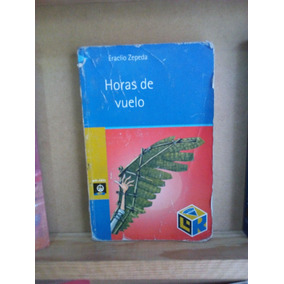 Eraclio Zepeda
Horas de
vuelo